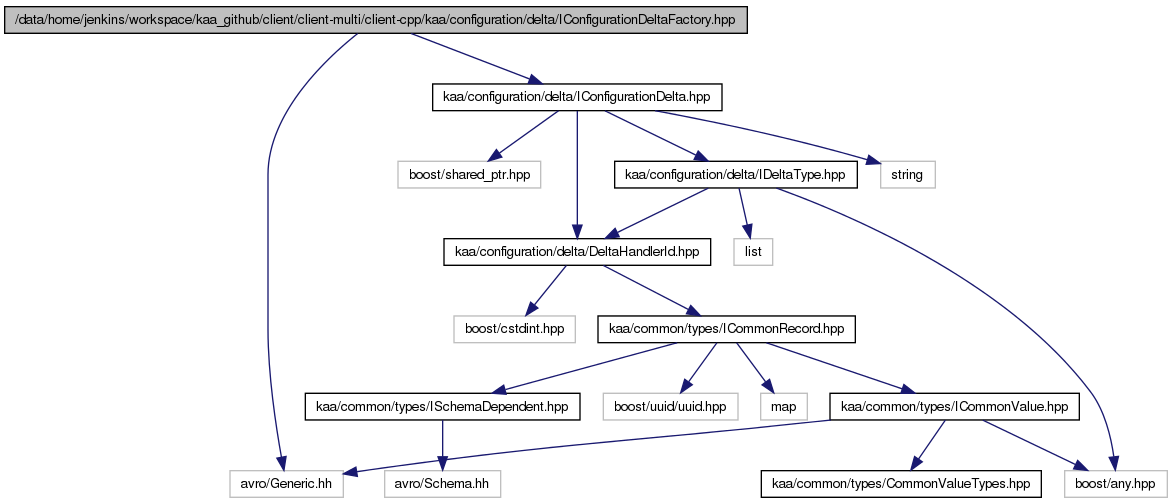 /data/home/jenkins/workspace/kaa_github/client/client-multi/client-cpp/kaa/configuration/delta/IConfigurationDeltaFactory.hpp
kaa/configuration/delta/IConfigurationDelta.hpp
boost/shared_ptr.hpp
kaa/configuration/delta/IDeltaType.hpp
string
kaa/configuration/delta/DeltaHandlerId.hpp
list
boost/cstdint.hpp
kaa/common/types/ICommonRecord.hpp
kaa/common/types/ISchemaDependent.hpp
boost/uuid/uuid.hpp
map
kaa/common/types/ICommonValue.hpp
avro/Generic.hh
avro/Schema.hh
kaa/common/types/CommonValueTypes.hpp
boost/any.hpp